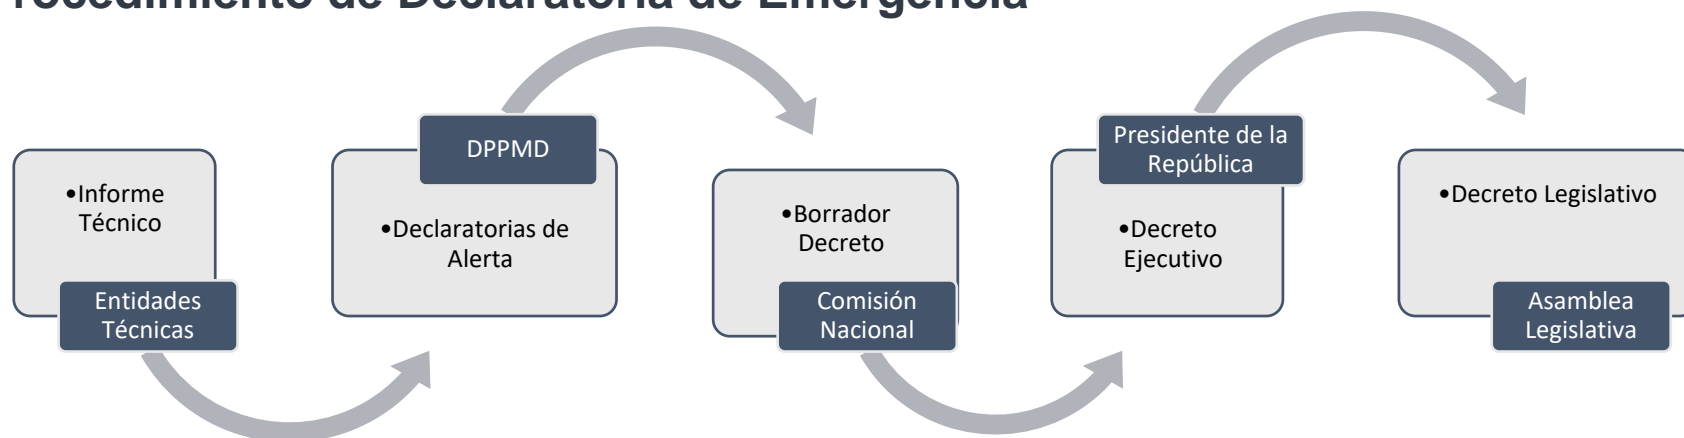 rocedimiento de Declaratoria de Emergencia
•Informe
Técnico
Entidades
Técnicas
DPPMD
•Declaratorias de
Alerta
•Borrador
Decreto
Comisión
Nacional
Presidente de la
República
•Decreto
Ejecutivo
•Decreto Legislativo
Asamblea
Legislativa